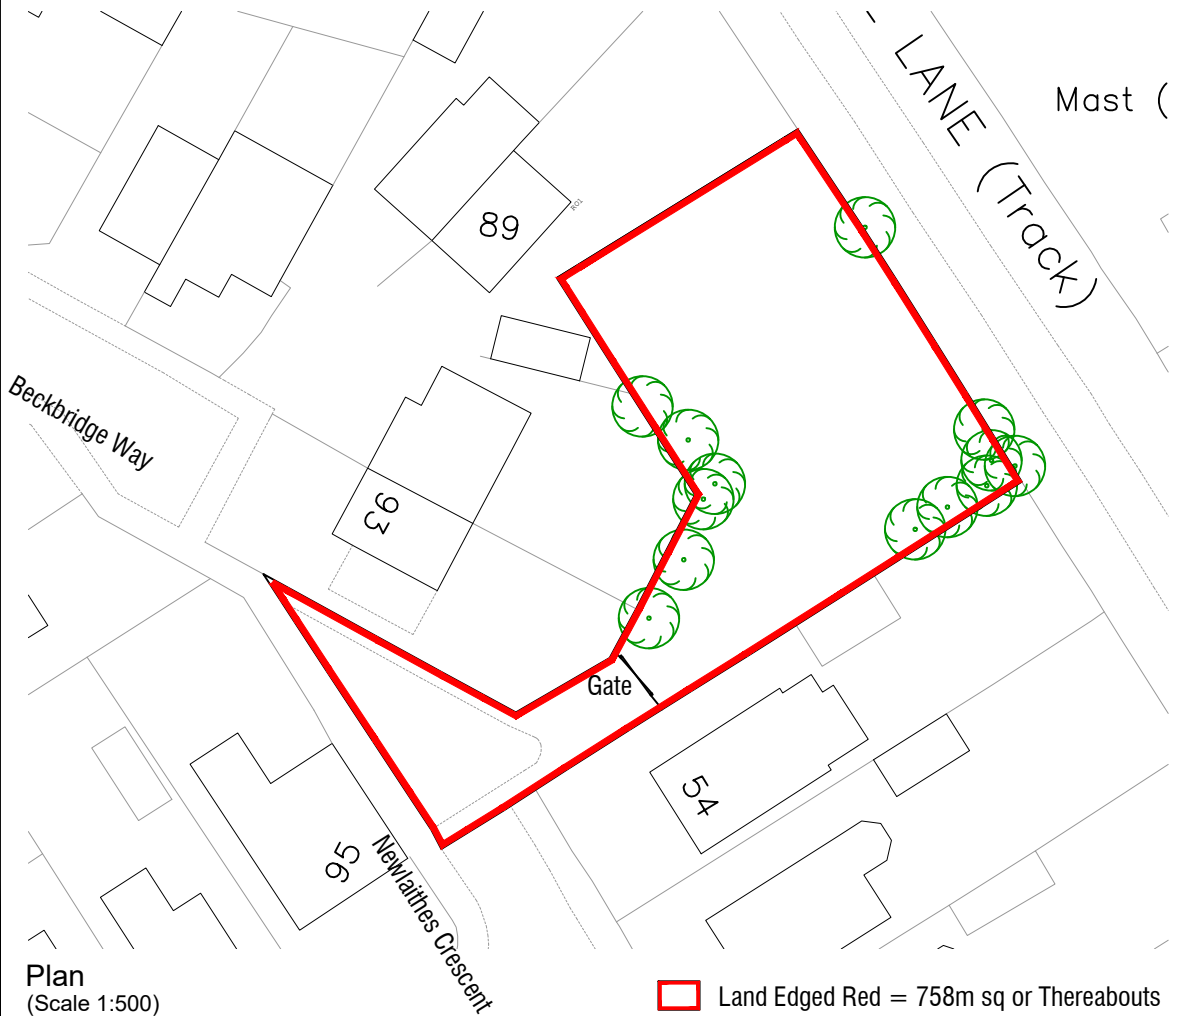 LANE (Track)
Mast (
89
Beckbridge Way
93
Gate
54
95
Newlaithes Crescent
Plan
(Scale 1:500)
Land Edged Red = 758m sq or Thereabouts